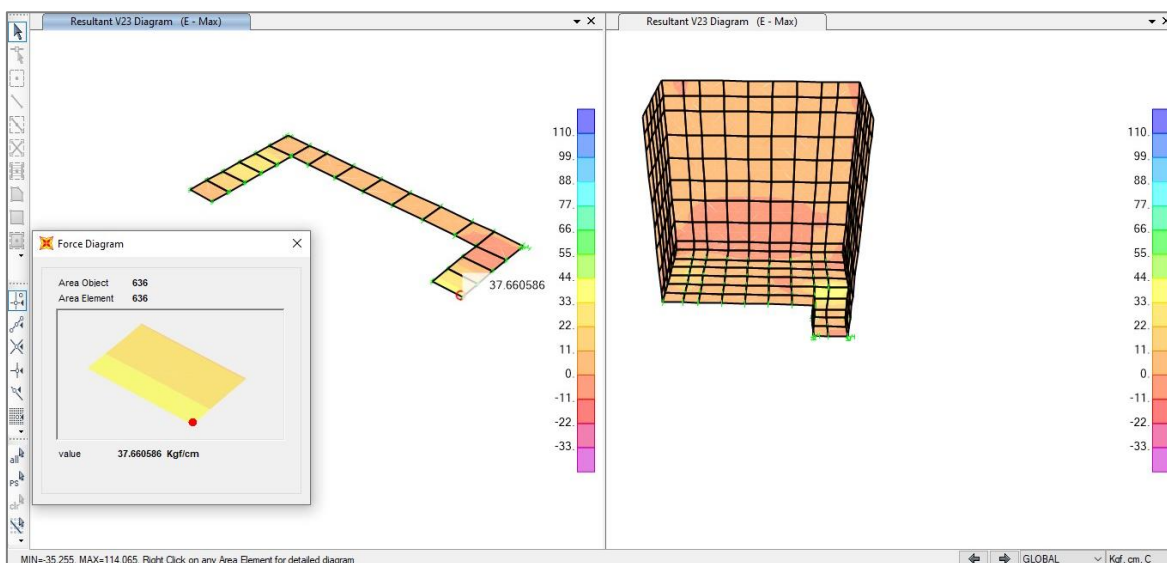 Resultant V23 Diagram (E - Max)
Resultant V23 Diagram (E - Max)
110.
99.
88.
77.
66.
55.
44.
33.
22.
11.
0.
-11.
-22.
-33.
37.660586
Force Diagram
Area Object 636
Area Element 636
value 37.660586 Kgf/cm
110.
99.
88.
77.
66.
55.
44.
33.
22.
11.
0.
-11.
-22.
-33.
all
PS
clr
MIN=-35.255, MAX=114.065, Right Click on any Area Element for detailed diagram
GLOBAL
Kgf, cm, C